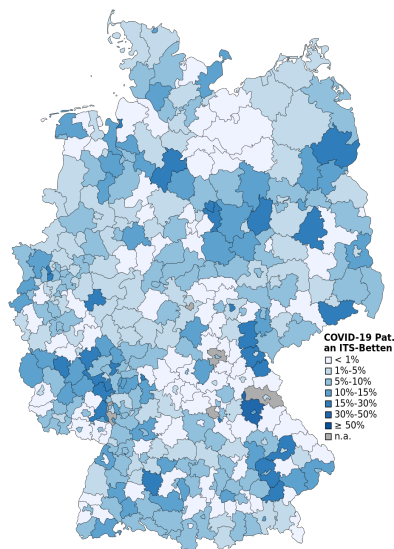 COVID-19 Pat.
an ITS-Betten
< 1%
1%-5%
5%-10%
10%-15%
15%-30%
30%-50%
≥ 50%
n.a.